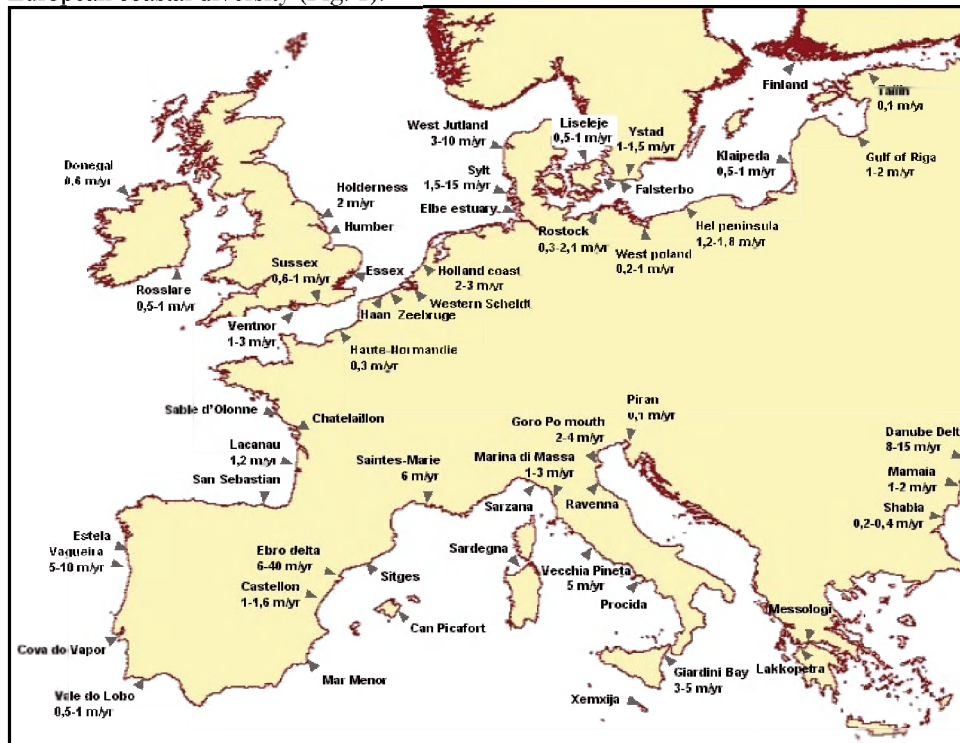 European coastal diversity (Fig. 1).
Finland
Tallin
0,1 m/yr
West Jutland
3-10 m/yr
Liseleje
0,5-1 m/yr
Ystad
1-1,5 m/yr
Klaipeda
0,5-1 m/yr
Gulf of Riga
1-2 m/yr
Donegal
0,6 m/yr
Sylt
1,5-15 m/yr
Falsterbo
Holderness
2 m/yr
Elbe estuary
Humber
Rostock
0,3-2,1 m/yr
Hel peninsula
1,2-1,8 m/yr
West poland
0,2-1 m/yr
Sussex
0,6-1 m/yr
Essex
Holland coast
2-3 m/yr
Rosslare
0,5-1 m/yr
Western Scheldt
Haan
Zeebruge
Ventnor
1-3 m/yr
Haute-Normandie
0,3 m/yr
Sable d'Olonne
Chatelaillon
Piran
0,1 m/yr
Goro Po mouth
2-4 m/yr
Danube Delt
8-15 m/yr
Lacanau
1,2 m/yr
Saintes-Marie
6 m/yr
Marina di Massa
1-3 m/yr
Mamaia
1-2 m/yr
San Sebastian
Sarzana
Ravenna
Shabla
0,2-0,4 m/yr
Estela
Vagueira
5-10 m/yr
Ebro delta
6-40 m/yr
Sitges
Sardegna
Vecchia Pineta
5 m/yr
Castellon
1-1,6 m/yr
Procida
Messologi
Can Picafort
Cova do Vapor
Mar Menor
Giardini Bay
3-5 m/yr
Lakkopetra
Vale do Lobo
0,5-1 m/yr
Xemxija